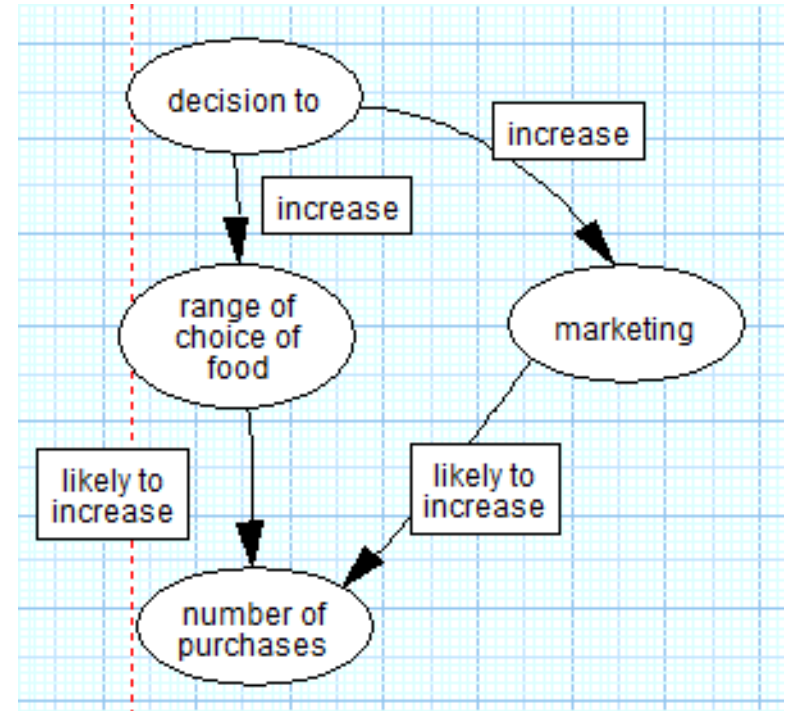 decision to
increase
increase
range of
choice of
food
marketing
likely to
increase
likely to
increase
number of
purchases